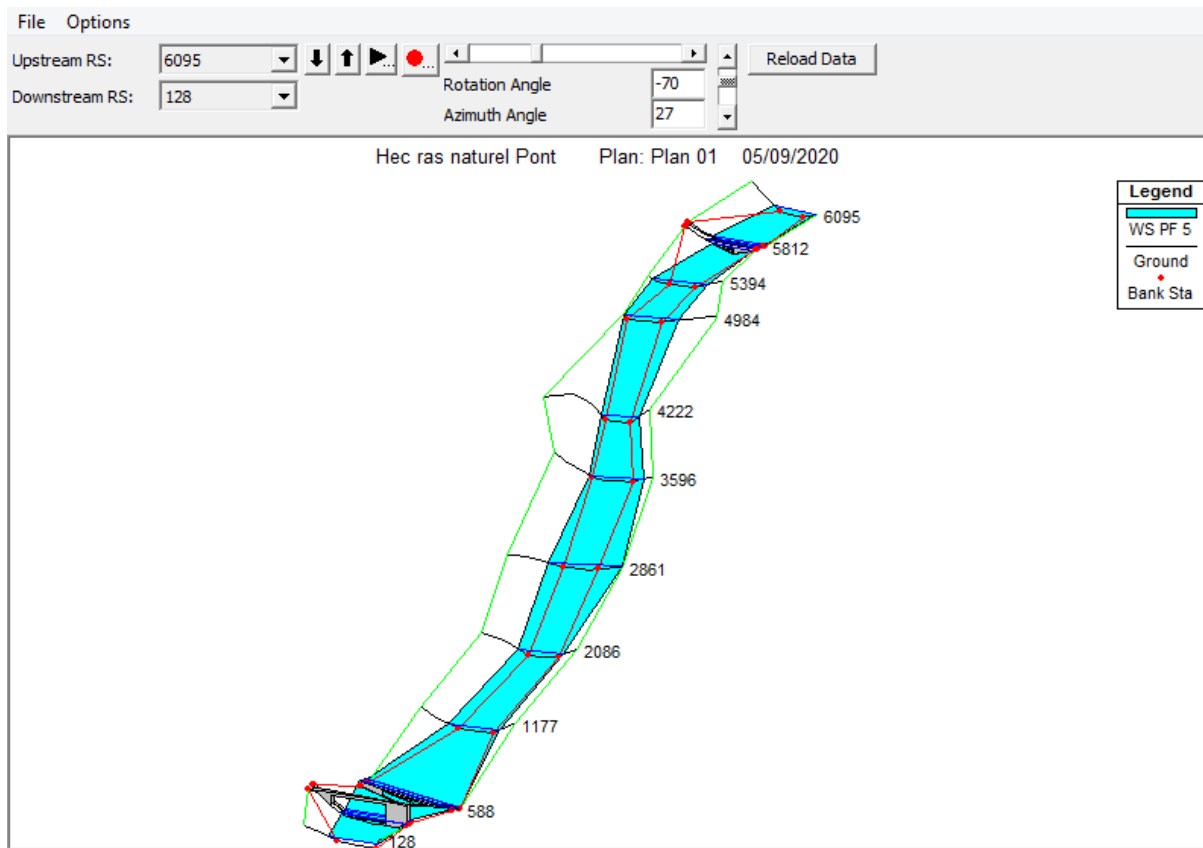 File Options
Upstream RS: 6095
Downstream RS: 128
Rotation Angle -70
Azimuth Angle 27
Reload Data
Hec ras naturel Pont Plan: Plan 01 05/09/2020
Legend
WS PF 5
Ground
Bank Sta
6095
5812
5394
4984
4222
3596
2861
2086
1177
588
128